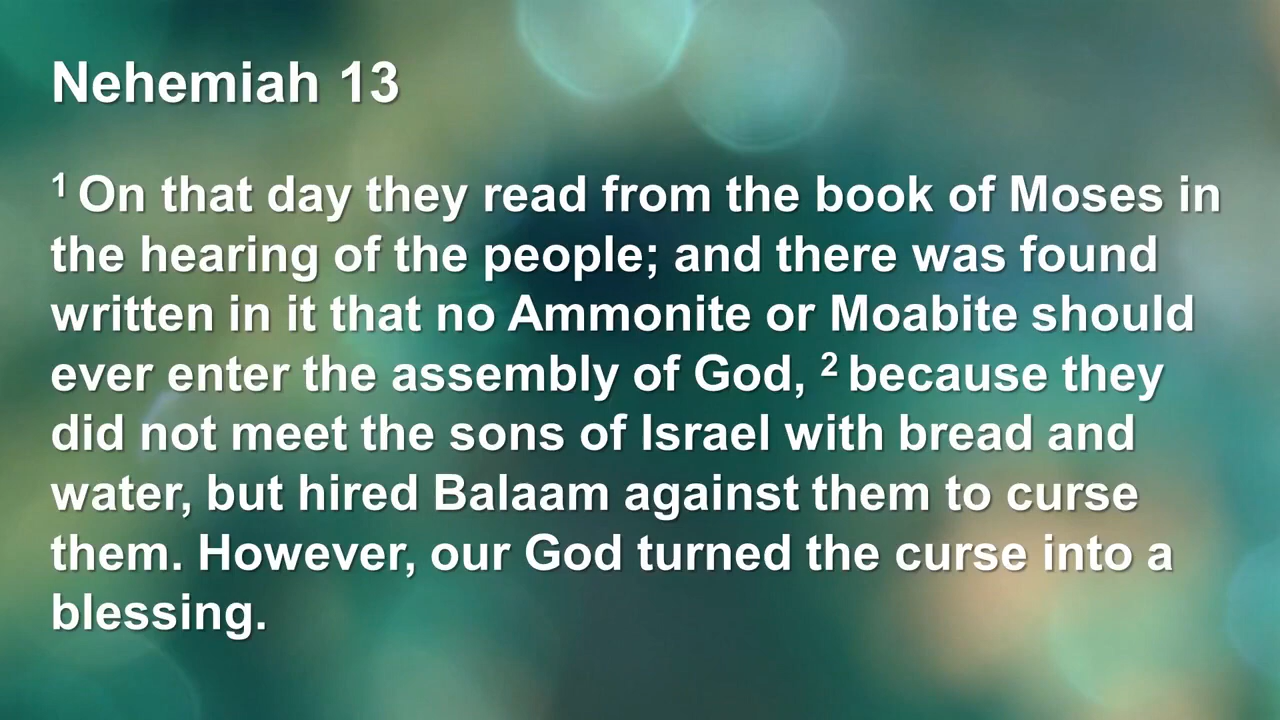 Nehemiah 13
¹ On that day they read from the book of Moses in
the hearing of the people; and there was found
written in it that no Ammonite or Moabite should
ever enter the assembly of God, ² because they
did not meet the sons of Israel with bread and
water, but hired Balaam against them to curse
them. However, our God turned the curse into a
blessing.